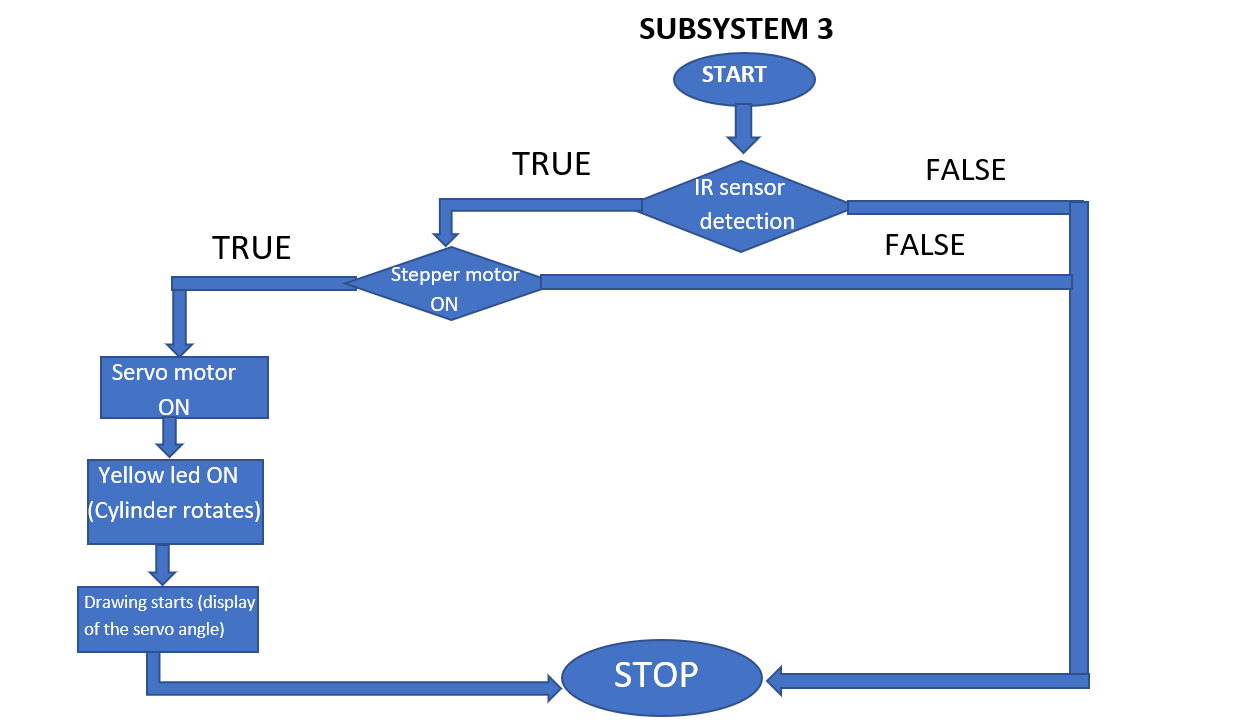 SUBSYSTEM 3
START
TRUE
FALSE
IR sensor
detection
TRUE
FALSE
Stepper motor
ON
Servo motor
ON
Yellow led ON
(Cylinder rotates)
Drawing starts (display
of the servo angle)
STOP